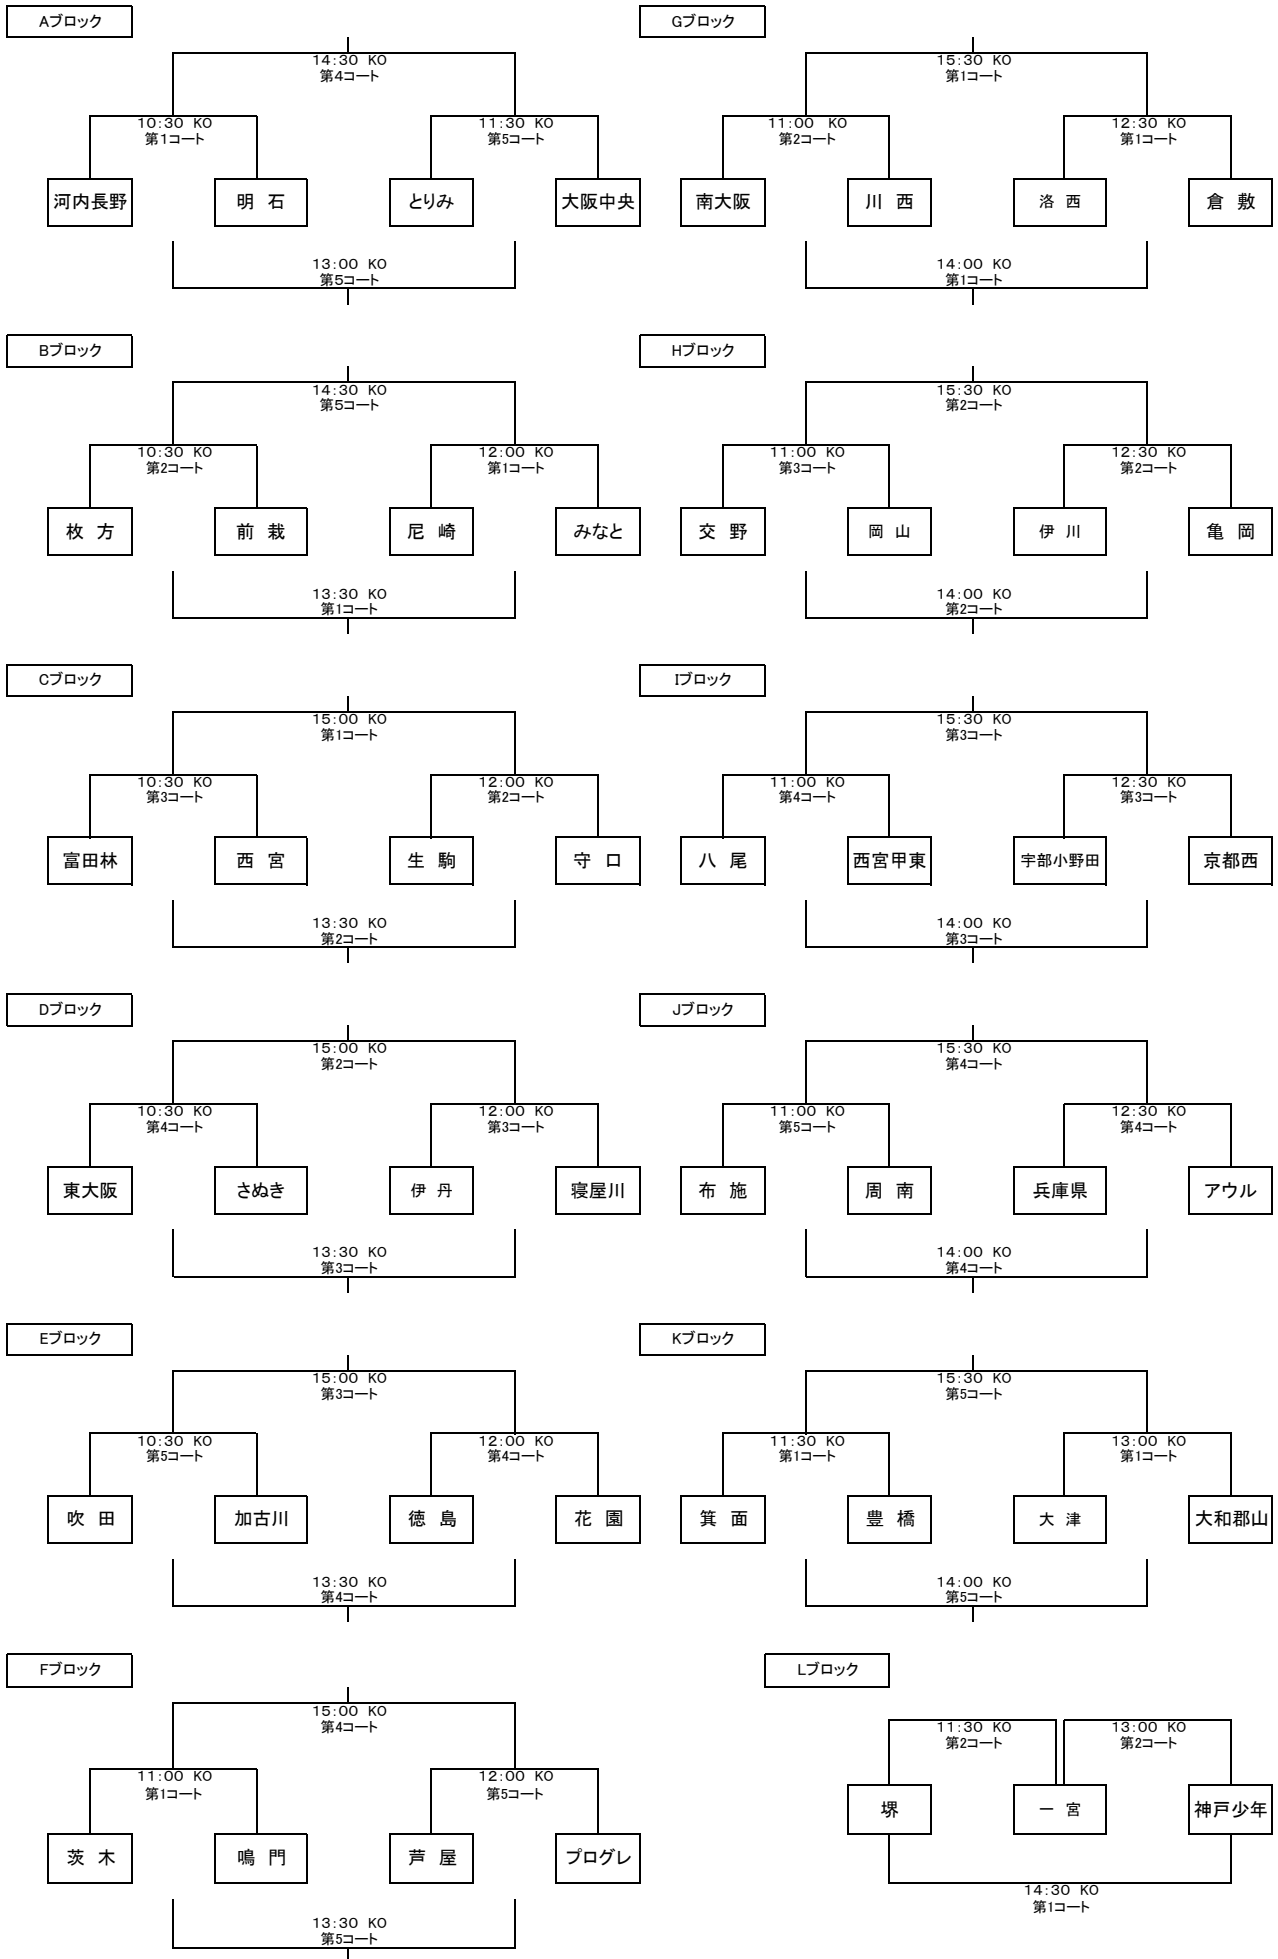 Aブロック
14:30 KO
第4コート
10:30 KO
第1コート
11:30 KO
第5コート
河内長野
明 石
とりみ
大阪中央
13:00 KO
第5コート
Bブロック
14:30 KO
第5コート
10:30 KO
第2コート
12:00 KO
第1コート
枚 方
前 栽
尼 崎
みなと
13:30 KO
第1コート
Cブロック
15:00 KO
第1コート
10:30 KO
第3コート
12:00 KO
第2コート
富田林
西 宮
生 駒
守 口
13:30 KO
第2コート
Dブロック
15:00 KO
第2コート
10:30 KO
第4コート
12:00 KO
第3コート
東大阪
さぬき
伊 丹
寝屋川
13:30 KO
第3コート
Eブロック
15:00 KO
第3コート
10:30 KO
第5コート
12:00 KO
第4コート
吹 田
加古川
徳 島
花 園
13:30 KO
第4コート
Fブロック
15:00 KO
第4コート
11:00 KO
第1コート
12:00 KO
第5コート
茨 木
鳴 門
芦 屋
プログレ
13:30 KO
第5コート
Gブロック
15:30 KO
第1コート
11:00 KO
第2コート
12:30 KO
第1コート
南大阪
川 西
洛 西
倉 敷
14:00 KO
第1コート
Hブロック
15:30 KO
第2コート
11:00 KO
第3コート
12:30 KO
第2コート
交 野
岡 山
伊 川
亀 岡
14:00 KO
第2コート
Iブロック
15:30 KO
第3コート
11:00 KO
第4コート
12:30 KO
第3コート
八 尾
西宮甲東
宇部小野田
京都西
14:00 KO
第3コート
Jブロック
15:30 KO
第4コート
11:00 KO
第5コート
12:30 KO
第4コート
布 施
周 南
兵庫県
アウル
14:00 KO
第4コート
Kブロック
15:30 KO
第5コート
11:30 KO
第1コート
13:00 KO
第1コート
箕 面
豊 橋
大 津
大和郡山
14:00 KO
第5コート
Lブロック
11:30 KO
第2コート
13:00 KO
第2コート
堺
一 宮
神戸少年
14:30 KO
第1コート